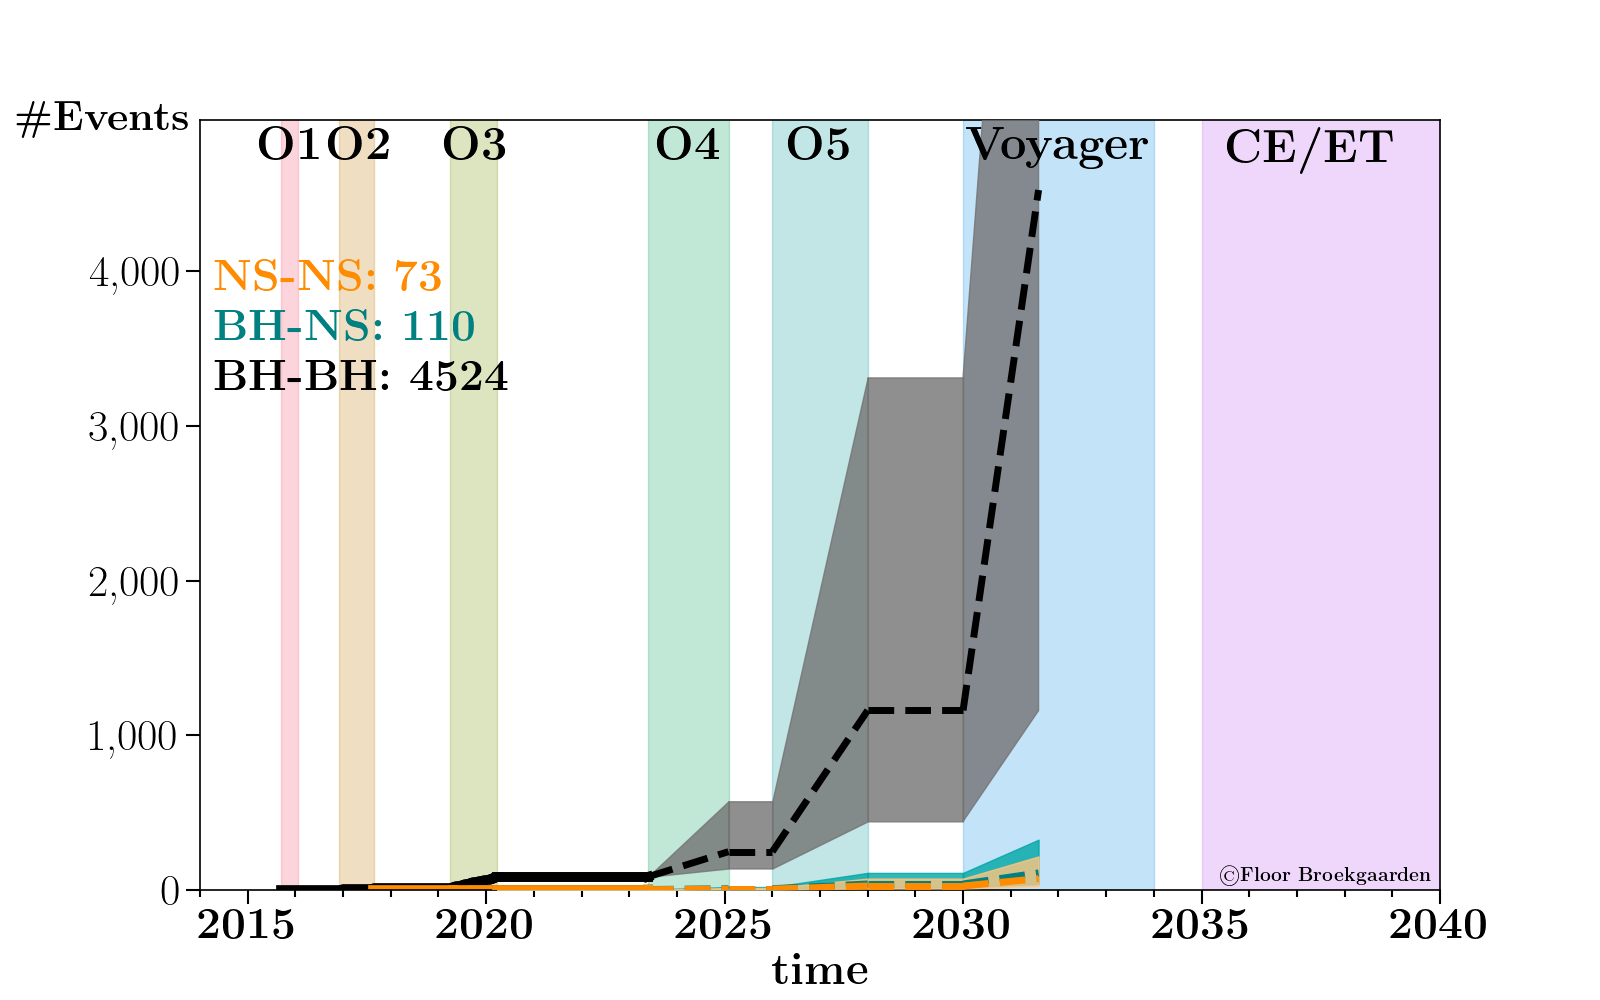 #Events
O1 O2 O3 O4 O5 Voyager CE/ET
4,000
NS-NS: 73
BH-NS: 110
BH-BH: 4524
3,000
2,000
1,000
©Floor Broekgaarden
0
2015 2020 2025 2030 2035 2040
time